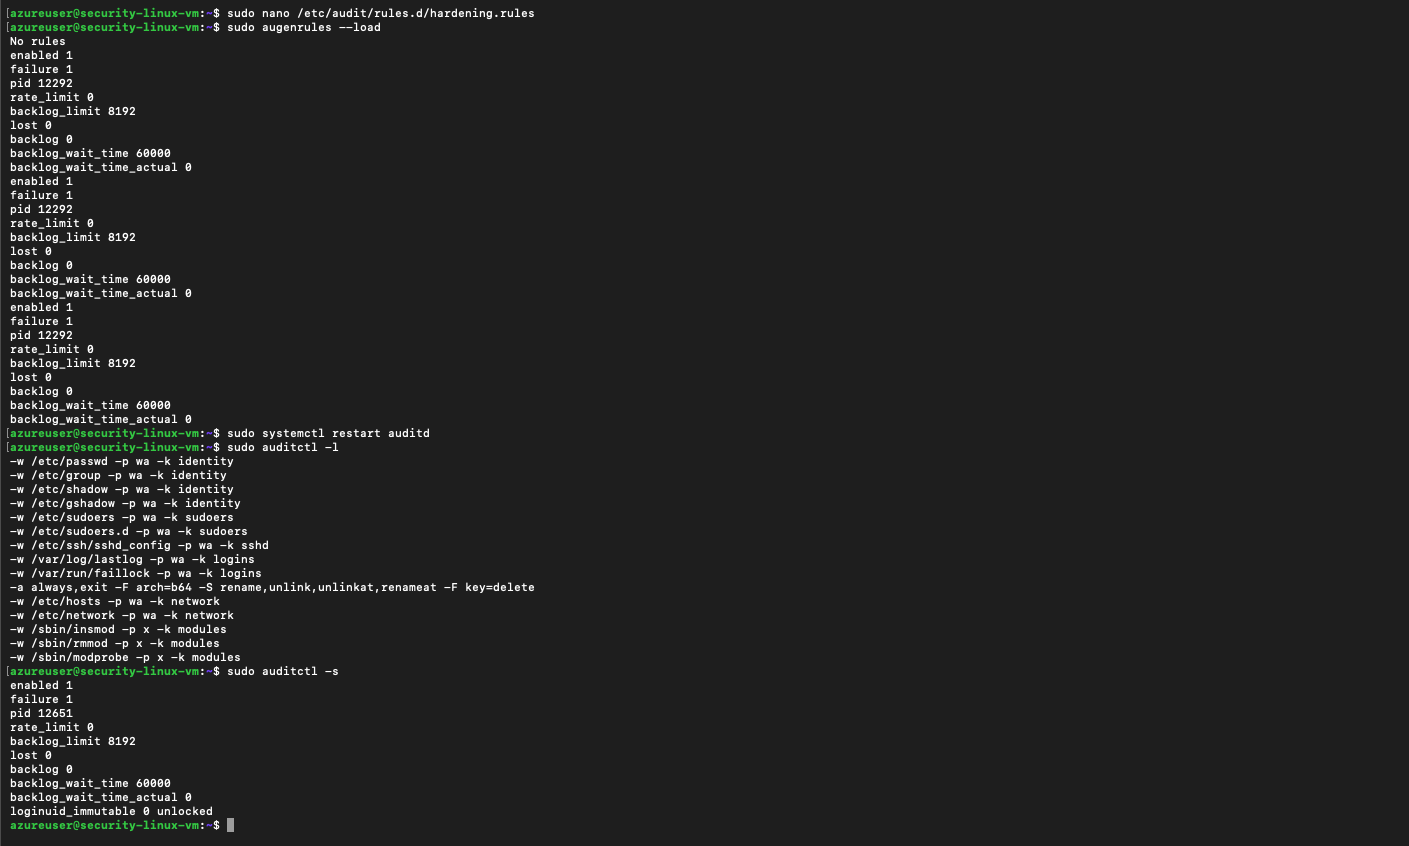 [azureuser@security-linux-vm:~$ sudo nano /etc/audit/rules.d/hardening.rules
[azureuser@security-linux-vm:~$ sudo augenrules --load
No rules
enabled 1
failure 1
pid 12292
rate_limit 0
backlog_limit 8192
lost 0
backlog 0
backlog_wait_time 60000
backlog_wait_time_actual 0
enabled 1
failure 1
pid 12292
rate_limit 0
backlog_limit 8192
lost 0
backlog 0
backlog_wait_time 60000
backlog_wait_time_actual 0
enabled 1
failure 1
pid 12292
rate_limit 0
backlog_limit 8192
lost 0
backlog 0
backlog_wait_time 60000
backlog_wait_time_actual 0
[azureuser@security-linux-vm:~$ sudo systemctl restart auditd
[azureuser@security-linux-vm:~$ sudo auditctl -l
-w /etc/passwd -p wa -k identity
-w /etc/group -p wa -k identity
-w /etc/shadow -p wa -k identity
-w /etc/gshadow -p wa -k identity
-w /etc/sudoers -p wa -k sudoers
-w /etc/sudoers.d -p wa -k sudoers
-w /etc/ssh/sshd_config -p wa -k sshd
-w /var/log/lastlog -p wa -k logins
-w /var/run/faillock -p wa -k logins
-a always,exit -F arch=b64 -S rename,unlink,unlinkat,renameat -F key=delete
-w /etc/hosts -p wa -k network
-w /etc/network -p wa -k network
-w /sbin/insmod -p x -k modules
-w /sbin/rmmod -p x -k modules
-w /sbin/modprobe -p x -k modules
[azureuser@security-linux-vm:~$ sudo auditctl -s
enabled 1
failure 1
pid 12651
rate_limit 0
backlog_limit 8192
lost 0
backlog 0
backlog_wait_time 60000
backlog_wait_time_actual 0
loginuid_immutable 0 unlocked
azureuser@security-linux-vm:~$